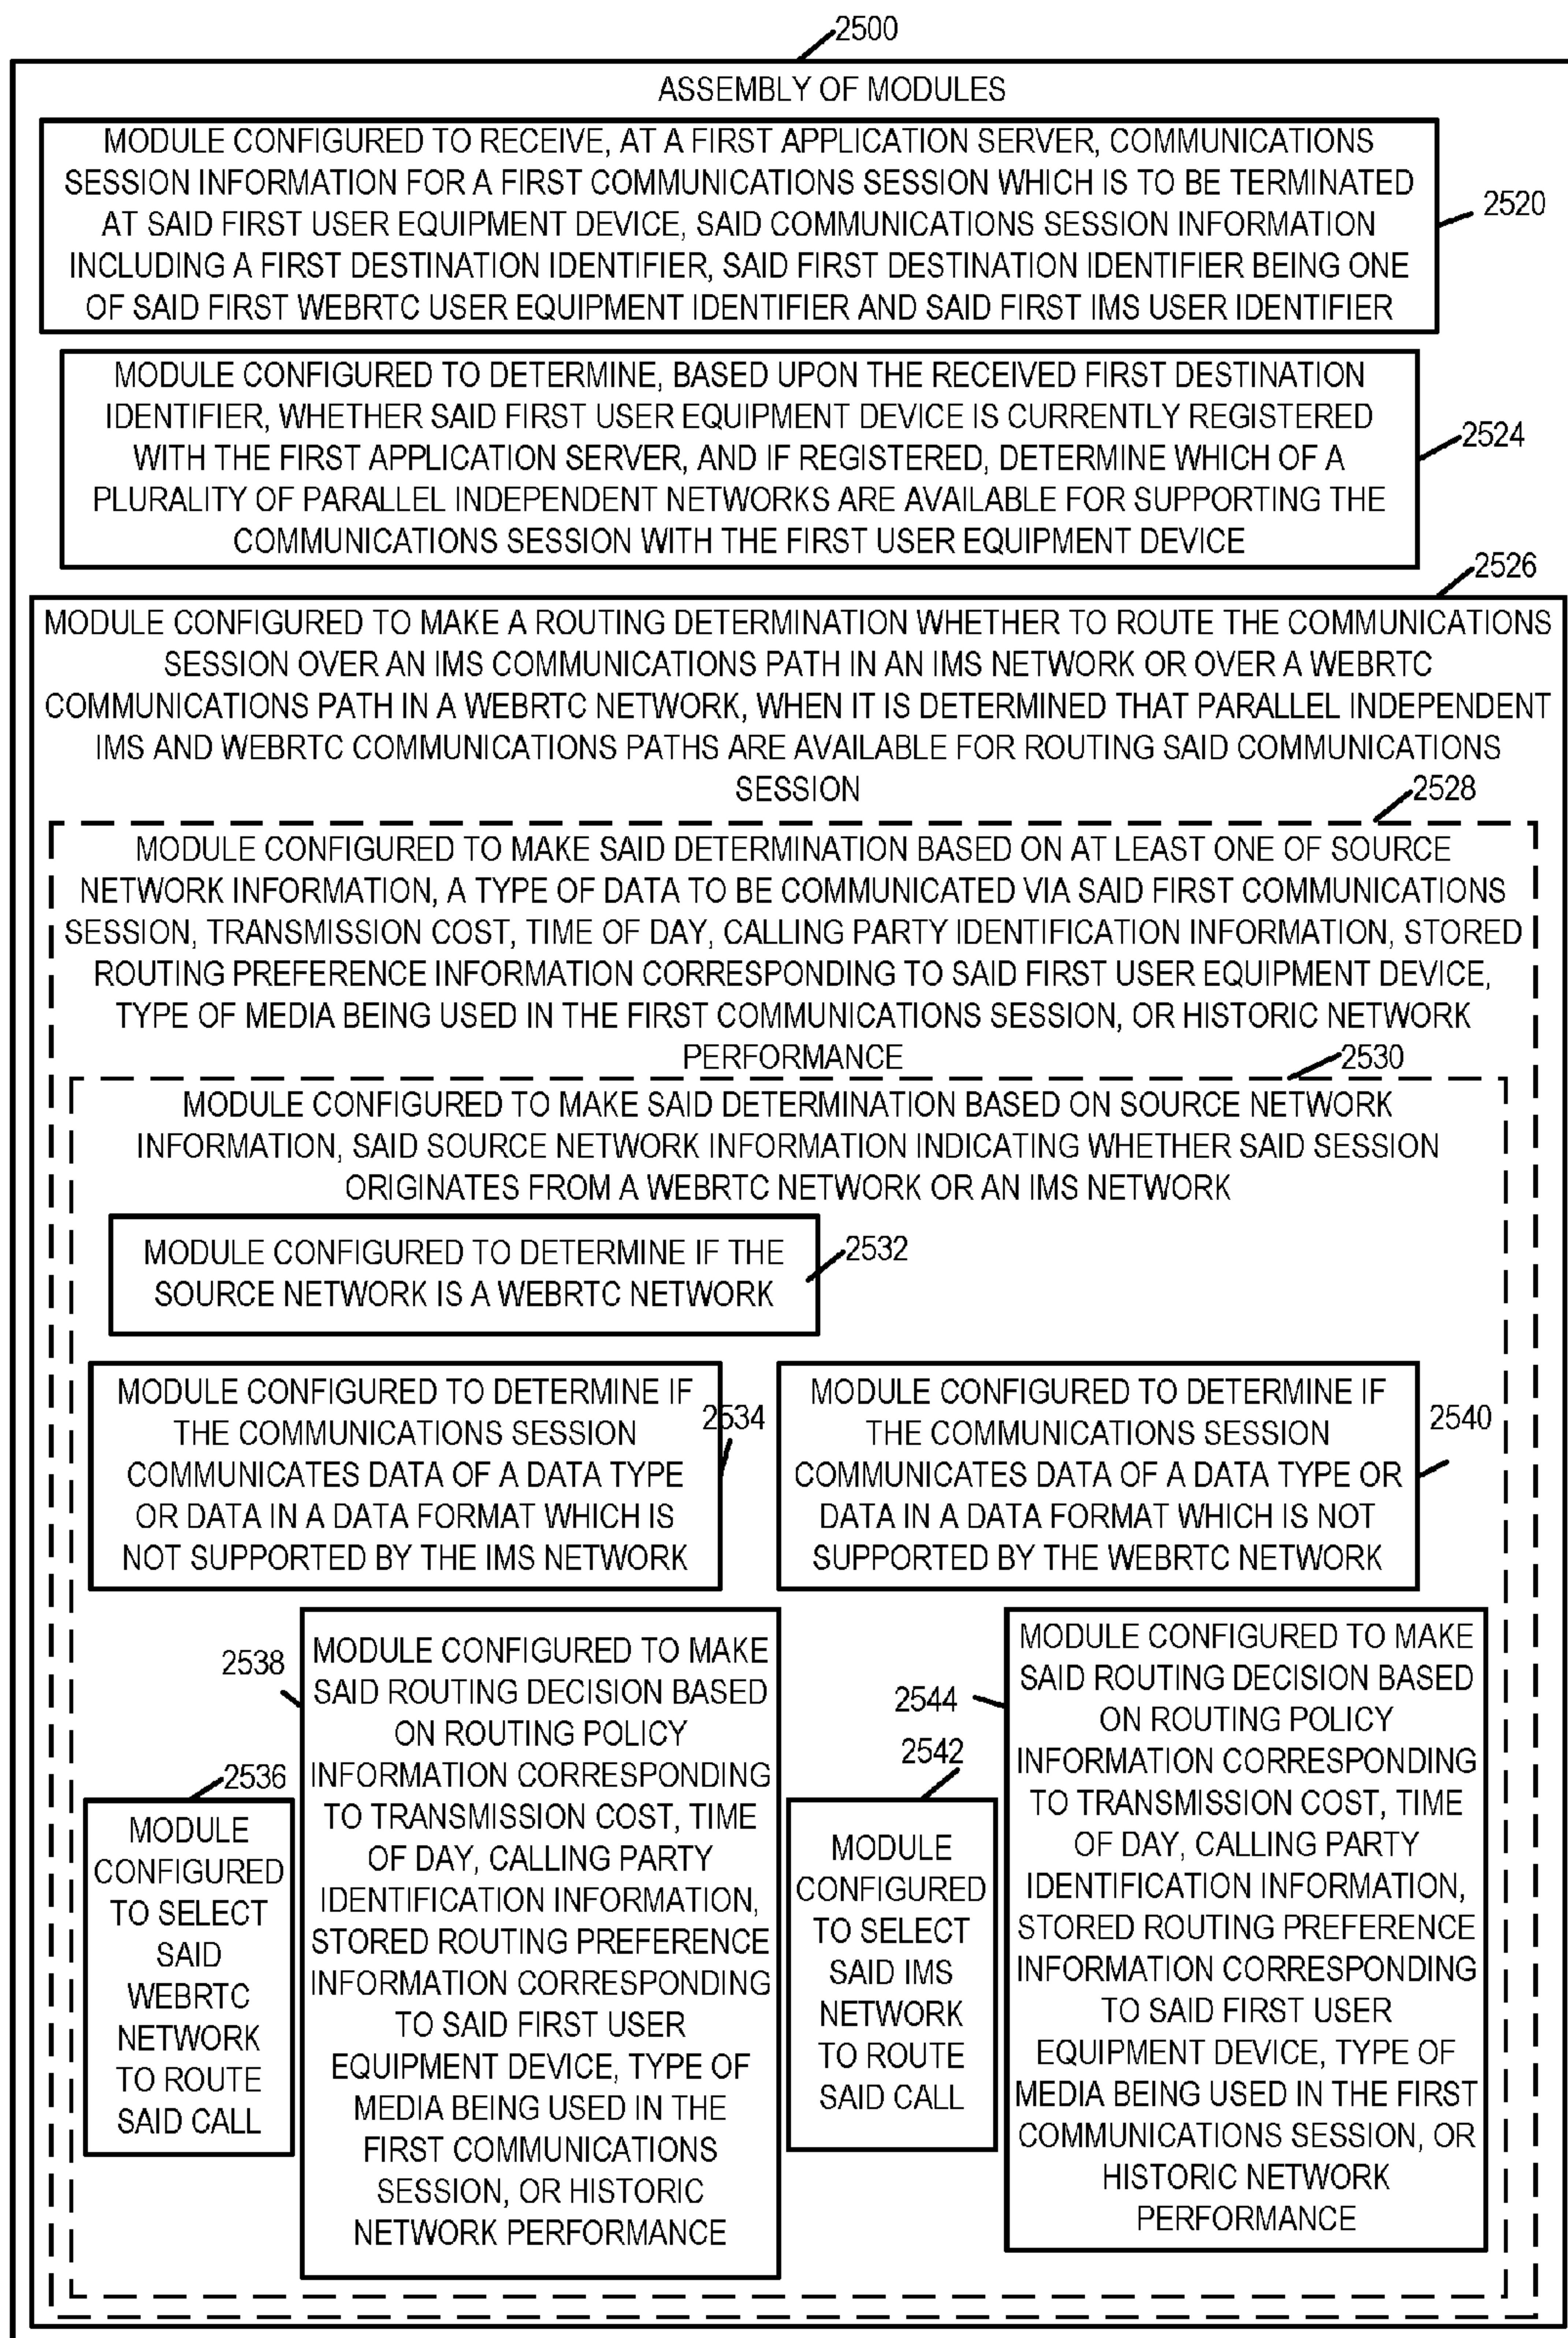 2500
ASSEMBLY OF MODULES
MODULE CONFIGURED TO RECEIVE, AT A FIRST APPLICATION SERVER, COMMUNICATIONS
SESSION INFORMATION FOR A FIRST COMMUNICATIONS SESSION WHICH IS TO BE TERMINATED
AT SAID FIRST USER EQUIPMENT DEVICE, SAID COMMUNICATIONS SESSION INFORMATION
INCLUDING A FIRST DESTINATION IDENTIFIER, SAID FIRST DESTINATION IDENTIFIER BEING ONE
OF SAID FIRST WEBRTC USER EQUIPMENT IDENTIFIER AND SAID FIRST IMS USER IDENTIFIER
2520
MODULE CONFIGURED TO DETERMINE, BASED UPON THE RECEIVED FIRST DESTINATION
IDENTIFIER, WHETHER SAID FIRST USER EQUIPMENT DEVICE IS CURRENTLY REGISTERED
WITH THE FIRST APPLICATION SERVER, AND IF REGISTERED, DETERMINE WHICH OF A
PLURALITY OF PARALLEL INDEPENDENT NETWORKS ARE AVAILABLE FOR SUPPORTING THE
COMMUNICATIONS SESSION WITH THE FIRST USER EQUIPMENT DEVICE
2524
2526
MODULE CONFIGURED TO MAKE A ROUTING DETERMINATION WHETHER TO ROUTE THE COMMUNICATIONS
SESSION OVER AN IMS COMMUNICATIONS PATH IN AN IMS NETWORK OR OVER A WEBRTC
COMMUNICATIONS PATH IN A WEBRTC NETWORK, WHEN IT IS DETERMINED THAT PARALLEL INDEPENDENT
IMS AND WEBRTC COMMUNICATIONS PATHS ARE AVAILABLE FOR ROUTING SAID COMMUNICATIONS
SESSION
2528
MODULE CONFIGURED TO MAKE SAID DETERMINATION BASED ON AT LEAST ONE OF SOURCE
NETWORK INFORMATION, A TYPE OF DATA TO BE COMMUNICATED VIA SAID FIRST COMMUNICATIONS
SESSION, TRANSMISSION COST, TIME OF DAY, CALLING PARTY IDENTIFICATION INFORMATION, STORED
ROUTING PREFERENCE INFORMATION CORRESPONDING TO SAID FIRST USER EQUIPMENT DEVICE,
TYPE OF MEDIA BEING USED IN THE FIRST COMMUNICATIONS SESSION, OR HISTORIC NETWORK
PERFORMANCE
2530
MODULE CONFIGURED TO MAKE SAID DETERMINATION BASED ON SOURCE NETWORK
INFORMATION, SAID SOURCE NETWORK INFORMATION INDICATING WHETHER SAID SESSION
ORIGINATES FROM A WEBRTC NETWORK OR AN IMS NETWORK
MODULE CONFIGURED TO DETERMINE IF THE
SOURCE NETWORK IS A WEBRTC NETWORK
2532
MODULE CONFIGURED TO DETERMINE IF
THE COMMUNICATIONS SESSION
COMMUNICATES DATA OF A DATA TYPE
OR DATA IN A DATA FORMAT WHICH IS
NOT SUPPORTED BY THE IMS NETWORK
2534
MODULE CONFIGURED TO DETERMINE IF
THE COMMUNICATIONS SESSION
COMMUNICATES DATA OF A DATA TYPE OR
DATA IN A DATA FORMAT WHICH IS NOT
SUPPORTED BY THE WEBRTC NETWORK
2540
2536
MODULE
CONFIGURED
TO SELECT
SAID
WEBRTC
NETWORK
TO ROUTE
SAID CALL
2538
MODULE CONFIGURED TO MAKE
SAID ROUTING DECISION BASED
ON ROUTING POLICY
INFORMATION CORRESPONDING
TO TRANSMISSION COST, TIME
OF DAY, CALLING PARTY
IDENTIFICATION INFORMATION,
STORED ROUTING PREFERENCE
INFORMATION CORRESPONDING
TO SAID FIRST USER
EQUIPMENT DEVICE, TYPE OF
MEDIA BEING USED IN THE
FIRST COMMUNICATIONS
SESSION, OR HISTORIC
NETWORK PERFORMANCE
2542
MODULE
CONFIGURED
TO SELECT
SAID IMS
NETWORK
TO ROUTE
SAID CALL
2544
MODULE CONFIGURED TO MAKE
SAID ROUTING DECISION BASED
ON ROUTING POLICY
INFORMATION CORRESPONDING
TO TRANSMISSION COST, TIME
OF DAY, CALLING PARTY
IDENTIFICATION INFORMATION,
STORED ROUTING PREFERENCE
INFORMATION CORRESPONDING
TO SAID FIRST USER
EQUIPMENT DEVICE, TYPE OF
MEDIA BEING USED IN THE FIRST
COMMUNICATIONS SESSION, OR
HISTORIC NETWORK
PERFORMANCE